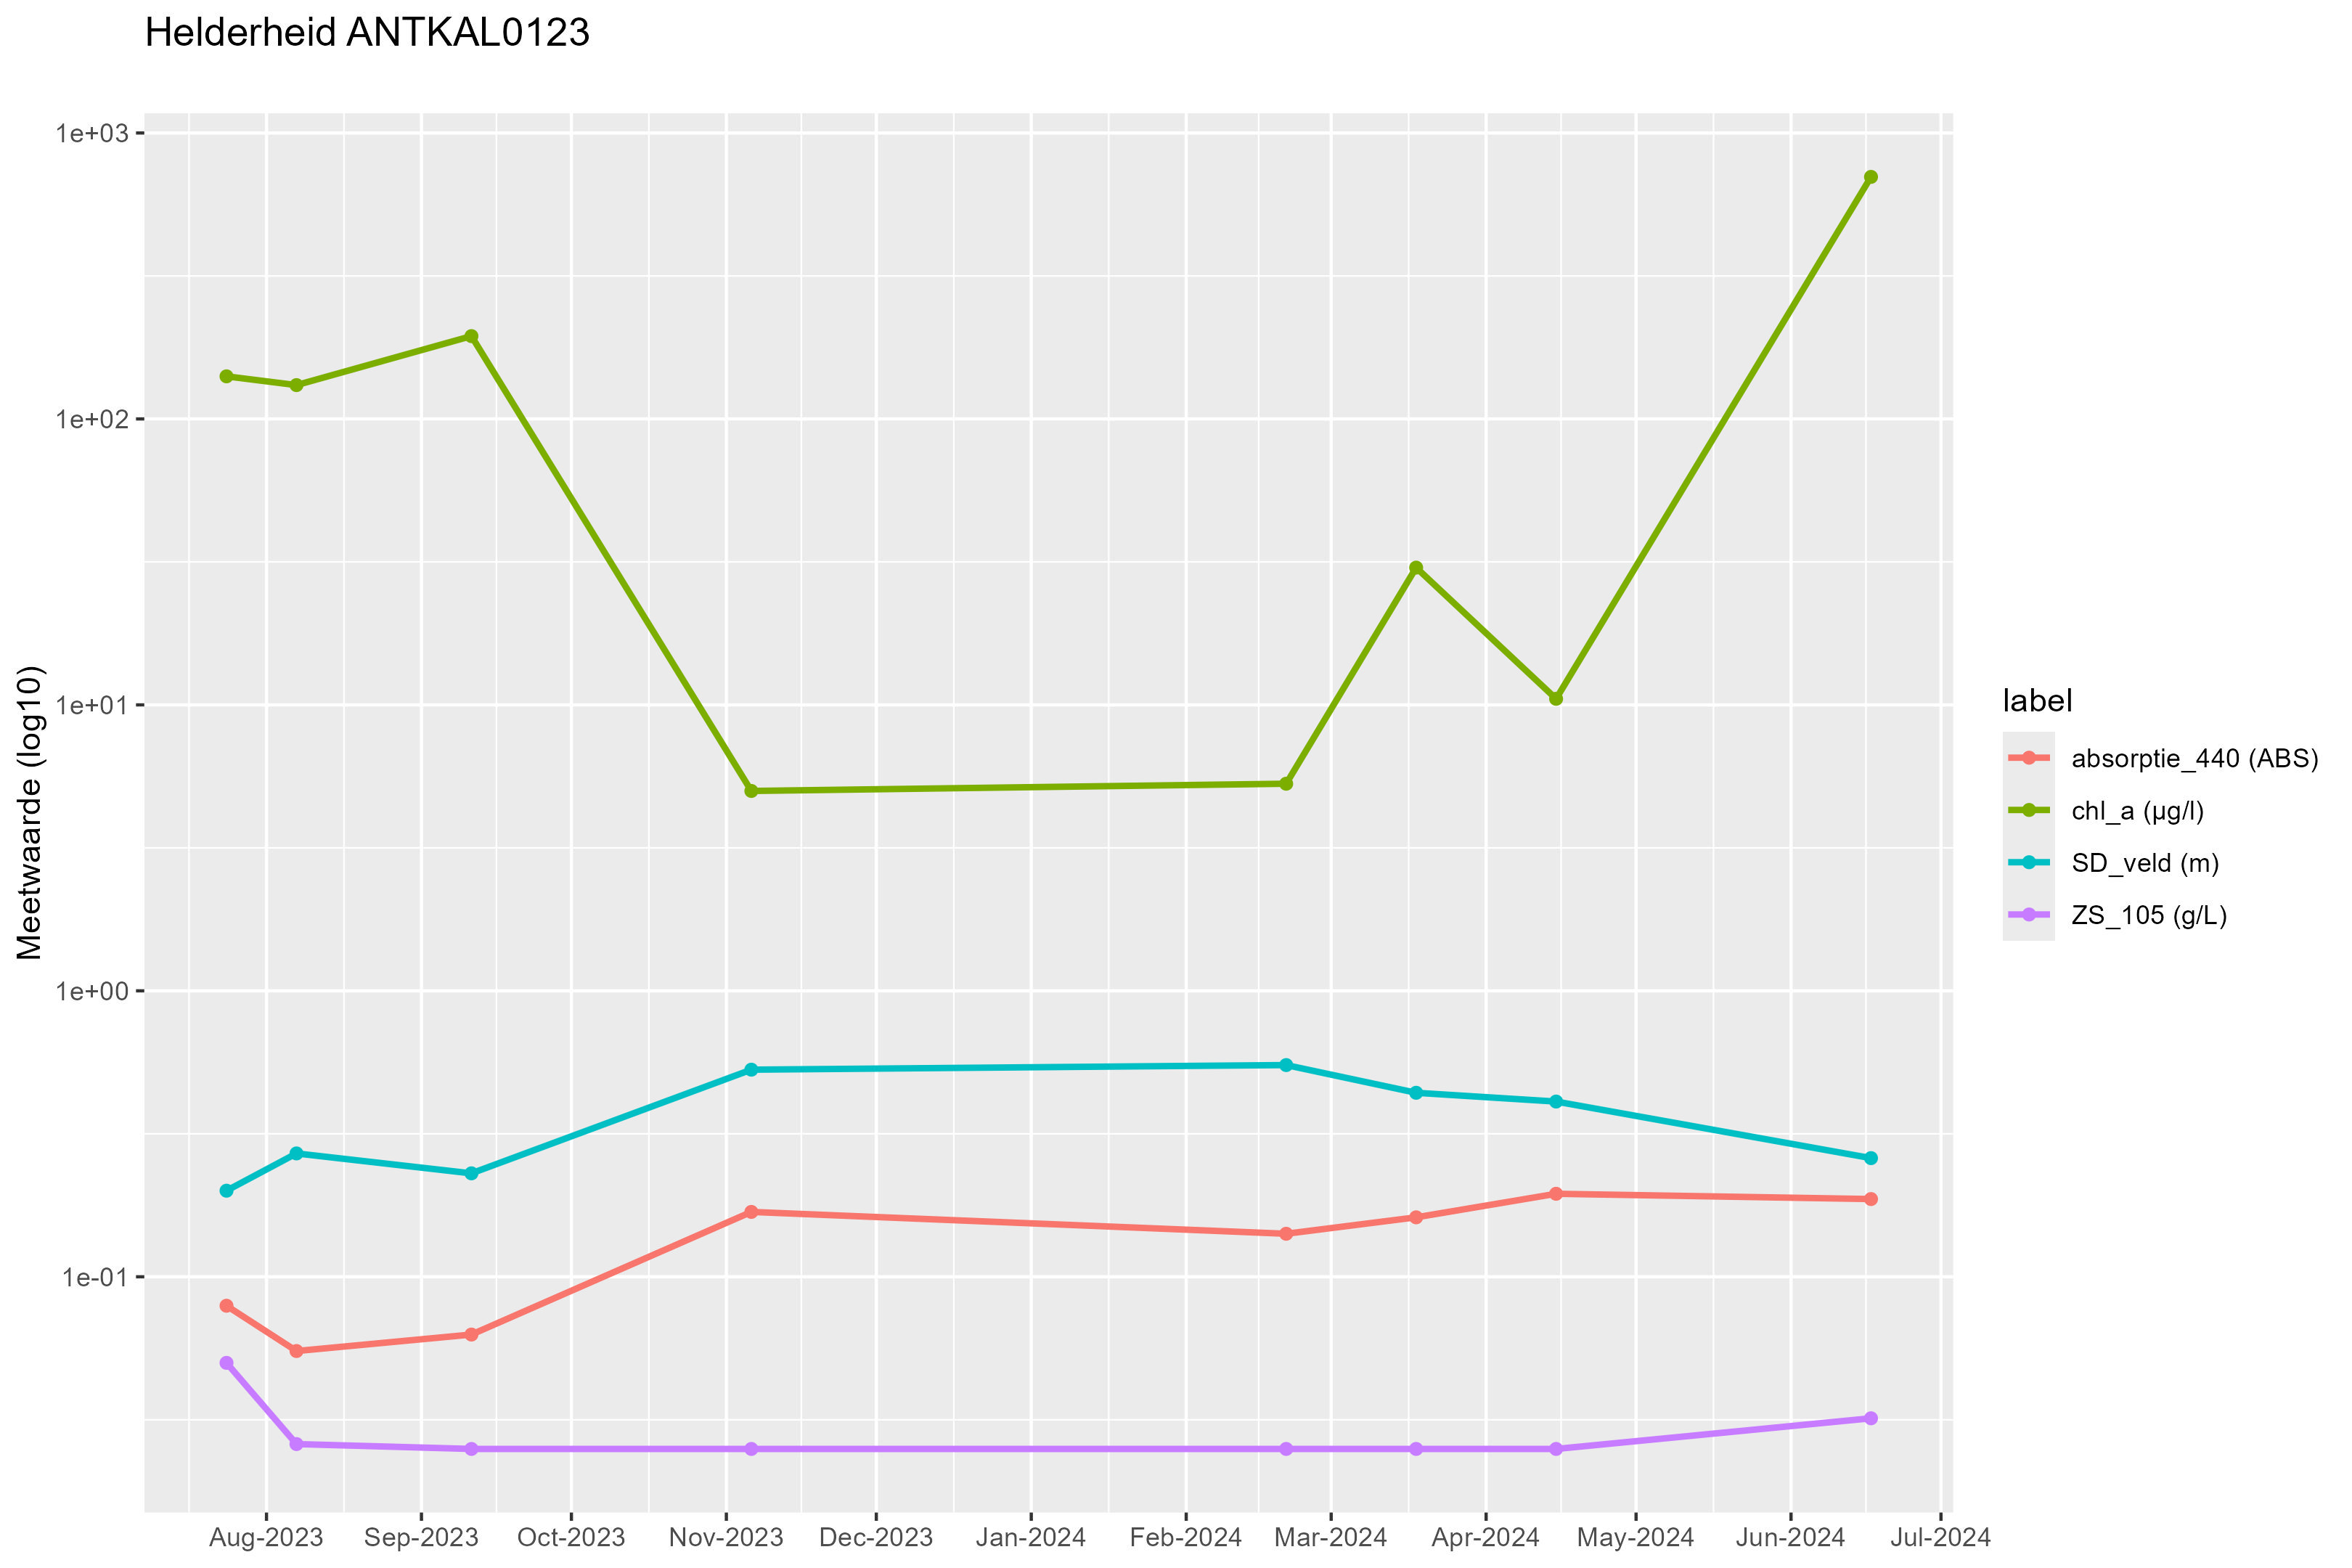 Helderheid ANTKAL0123
Meetwaarde (log10)
1e+03
1e+02
1e+01
1e+00
1e-01
Aug-2023
Sep-2023
Oct-2023
Nov-2023
Dec-2023
Jan-2024
Feb-2024
Mar-2024
Apr-2024
May-2024
Jun-2024
Jul-2024
label
absorptie_440 (ABS)
chl_a (µg/l)
SD_veld (m)
ZS_105 (g/L)